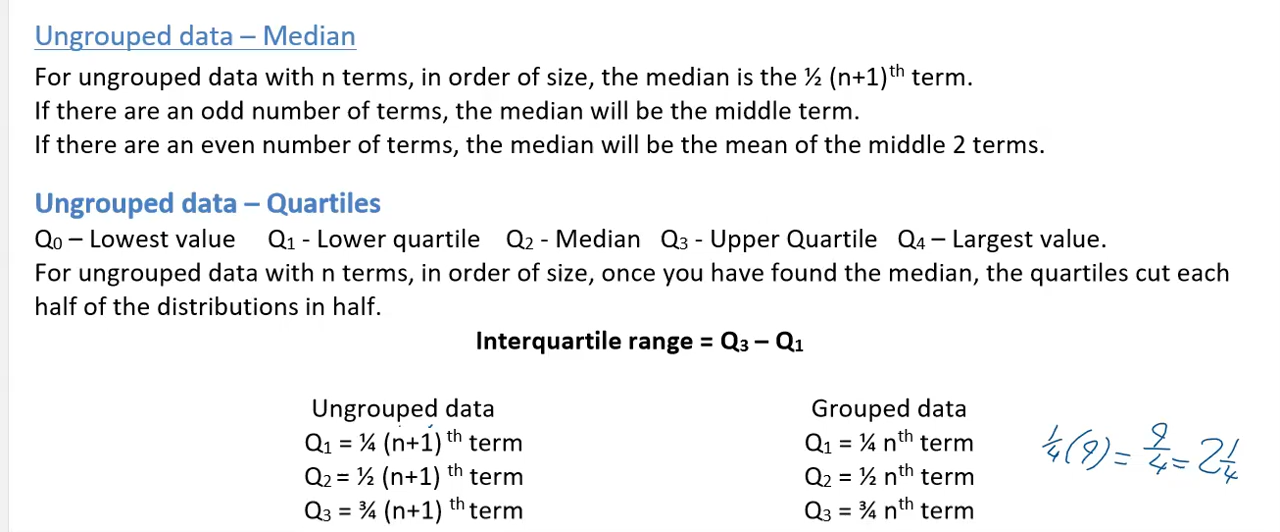 Ungrouped data – Median
For ungrouped data with n terms, in order of size, the median is the ½ (n+1)th term.
If there are an odd number of terms, the median will be the middle term.
If there are an even number of terms, the median will be the mean of the middle 2 terms.
Ungrouped data – Quartiles
Q0 – Lowest value Q1 - Lower quartile Q2 - Median Q3 - Upper Quartile Q4 – Largest value.
For ungrouped data with n terms, in order of size, once you have found the median, the quartiles cut each
half of the distributions in half.
Interquartile range = Q3 – Q1
Ungrouped data
Q1 = ¼ (n+1) th term
Q2 = ½ (n+1) th term
Q3 = ¾ (n+1) th term
Grouped data
Q1 = ¼ nth term
Q2 = ½ nth term
Q3 = ¾ nth term
¼(9) = 9/4 = 2¼